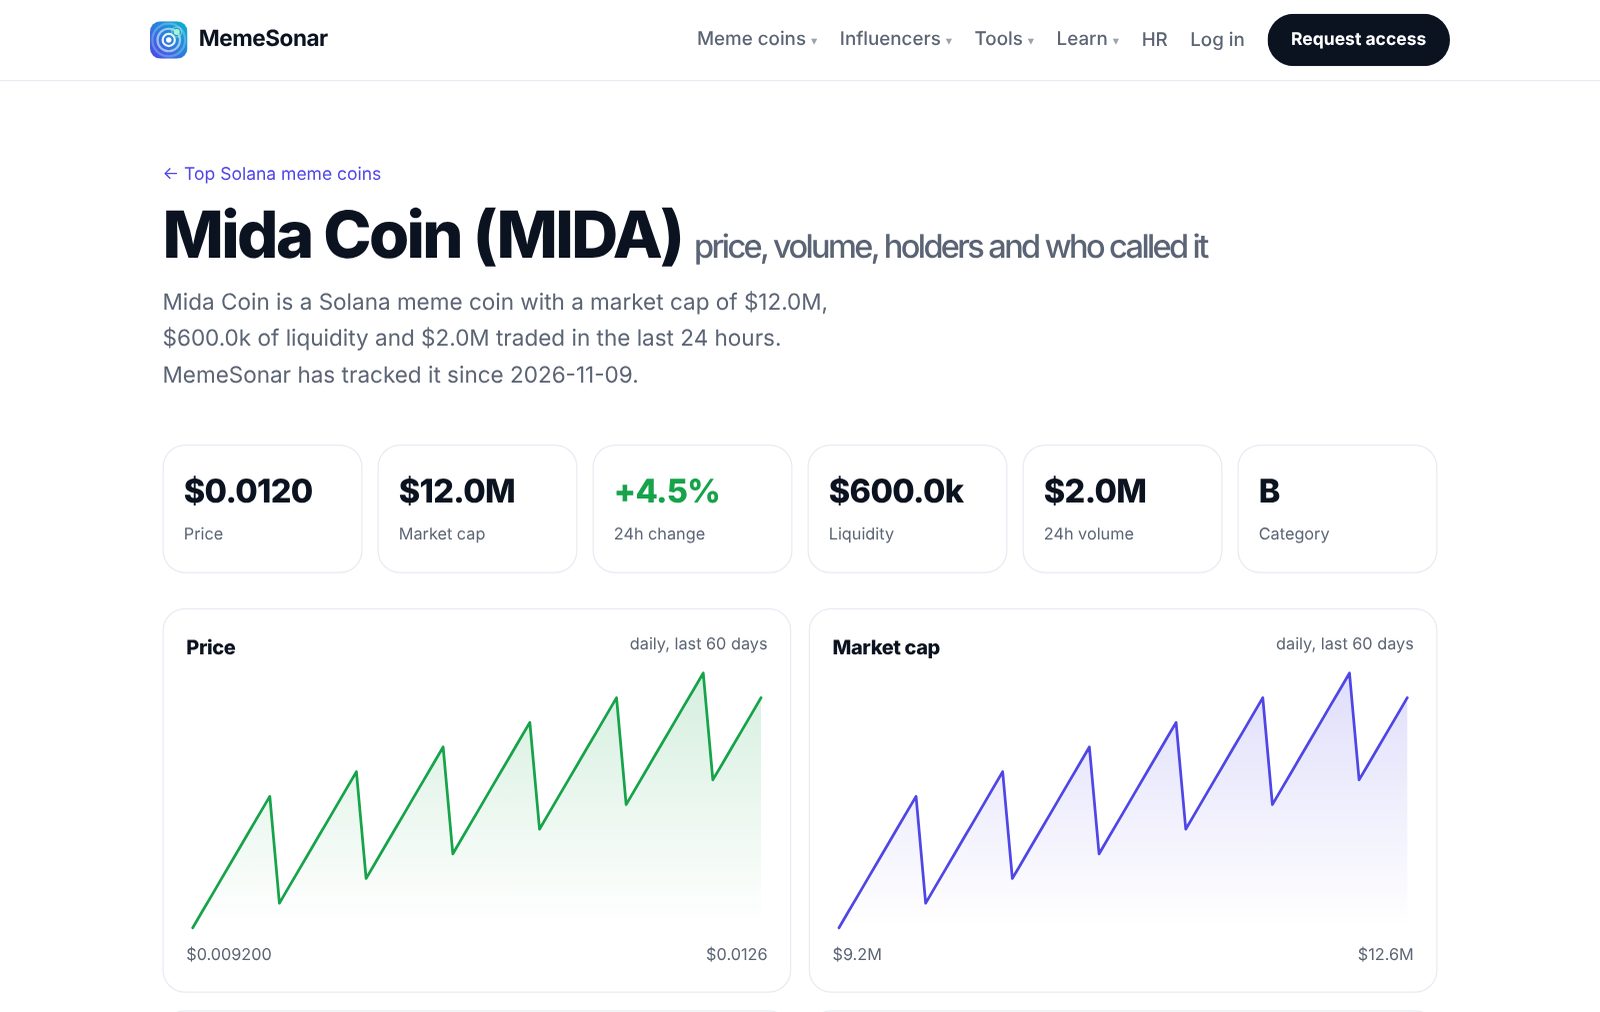 MemeSonar
Meme coins ▾ Influencers ▾ Tools ▾ Learn ▾ HR Log in Request access
← Top Solana meme coins
Mida Coin (MIDA) price, volume, holders and who called it
Mida Coin is a Solana meme coin with a market cap of $12.0M,
$600.0k of liquidity and $2.0M traded in the last 24 hours.
MemeSonar has tracked it since 2026-11-09.
$0.0120
Price
$12.0M
Market cap
+4.5%
24h change
$600.0k
Liquidity
$2.0M
24h volume
B
Category
Price
daily, last 60 days
$0.009200
$0.0126
Market cap
daily, last 60 days
$9.2M
$12.6M